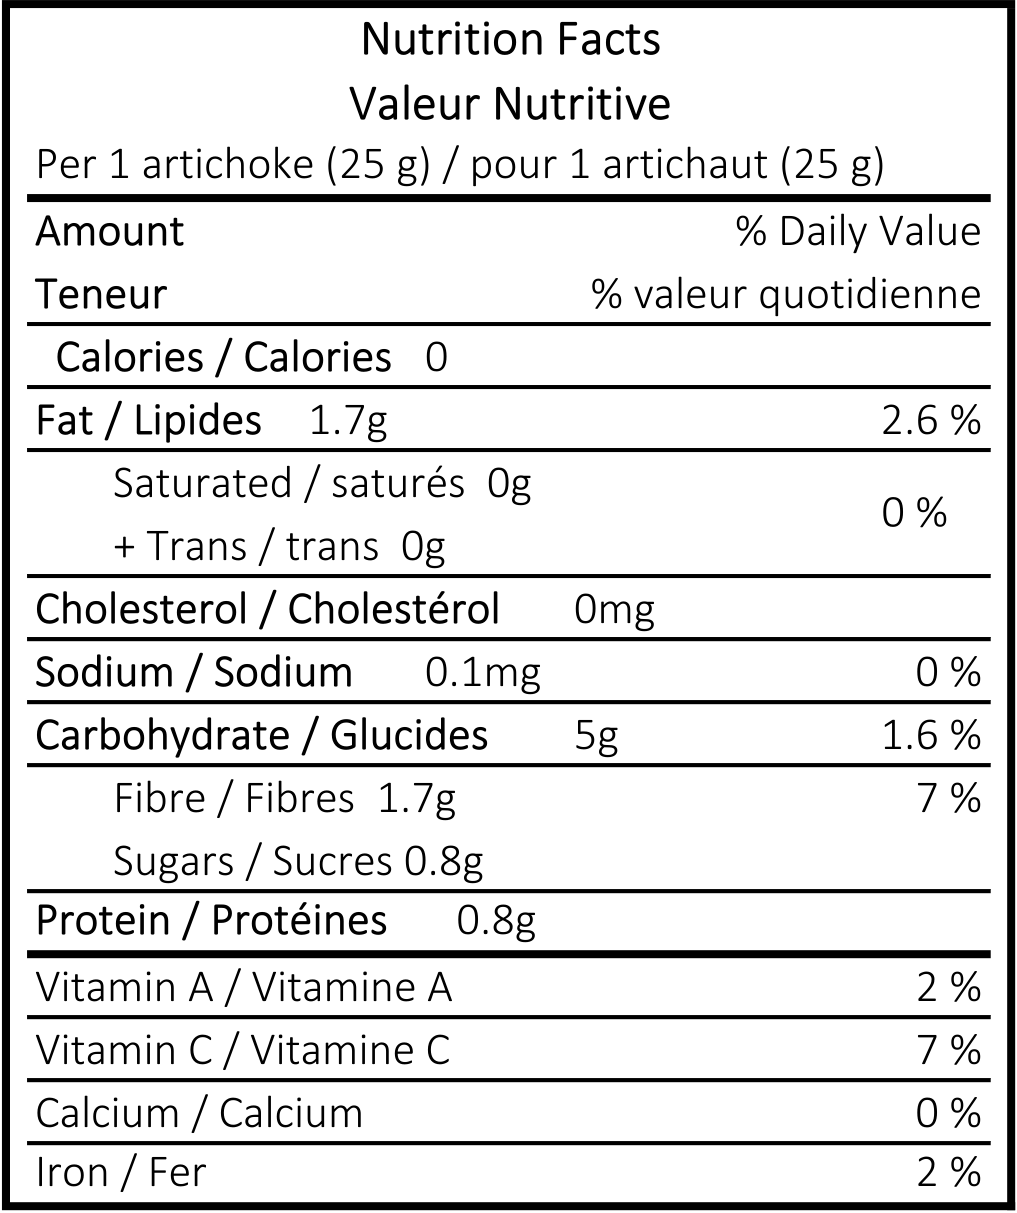 Nutrition Facts
Valeur Nutritive
Per 1 artichoke (25 g) / pour 1 artichaut (25 g)
Amount % Daily Value
Teneur % valeur quotidienne
Calories / Calories 0
Fat / Lipides 1.7g 2.6 %
Saturated / saturés 0g
0 %
+ Trans / trans 0g
Cholesterol / Cholestérol 0mg
Sodium / Sodium 0.1mg 0 %
Carbohydrate / Glucides 5g 1.6 %
Fibre / Fibres 1.7g 7 %
Sugars / Sucres 0.8g
Protein / Protéines 0.8g
Vitamin A / Vitamine A 2 %
Vitamin C / Vitamine C 7 %
Calcium / Calcium 0 %
Iron / Fer 2 %